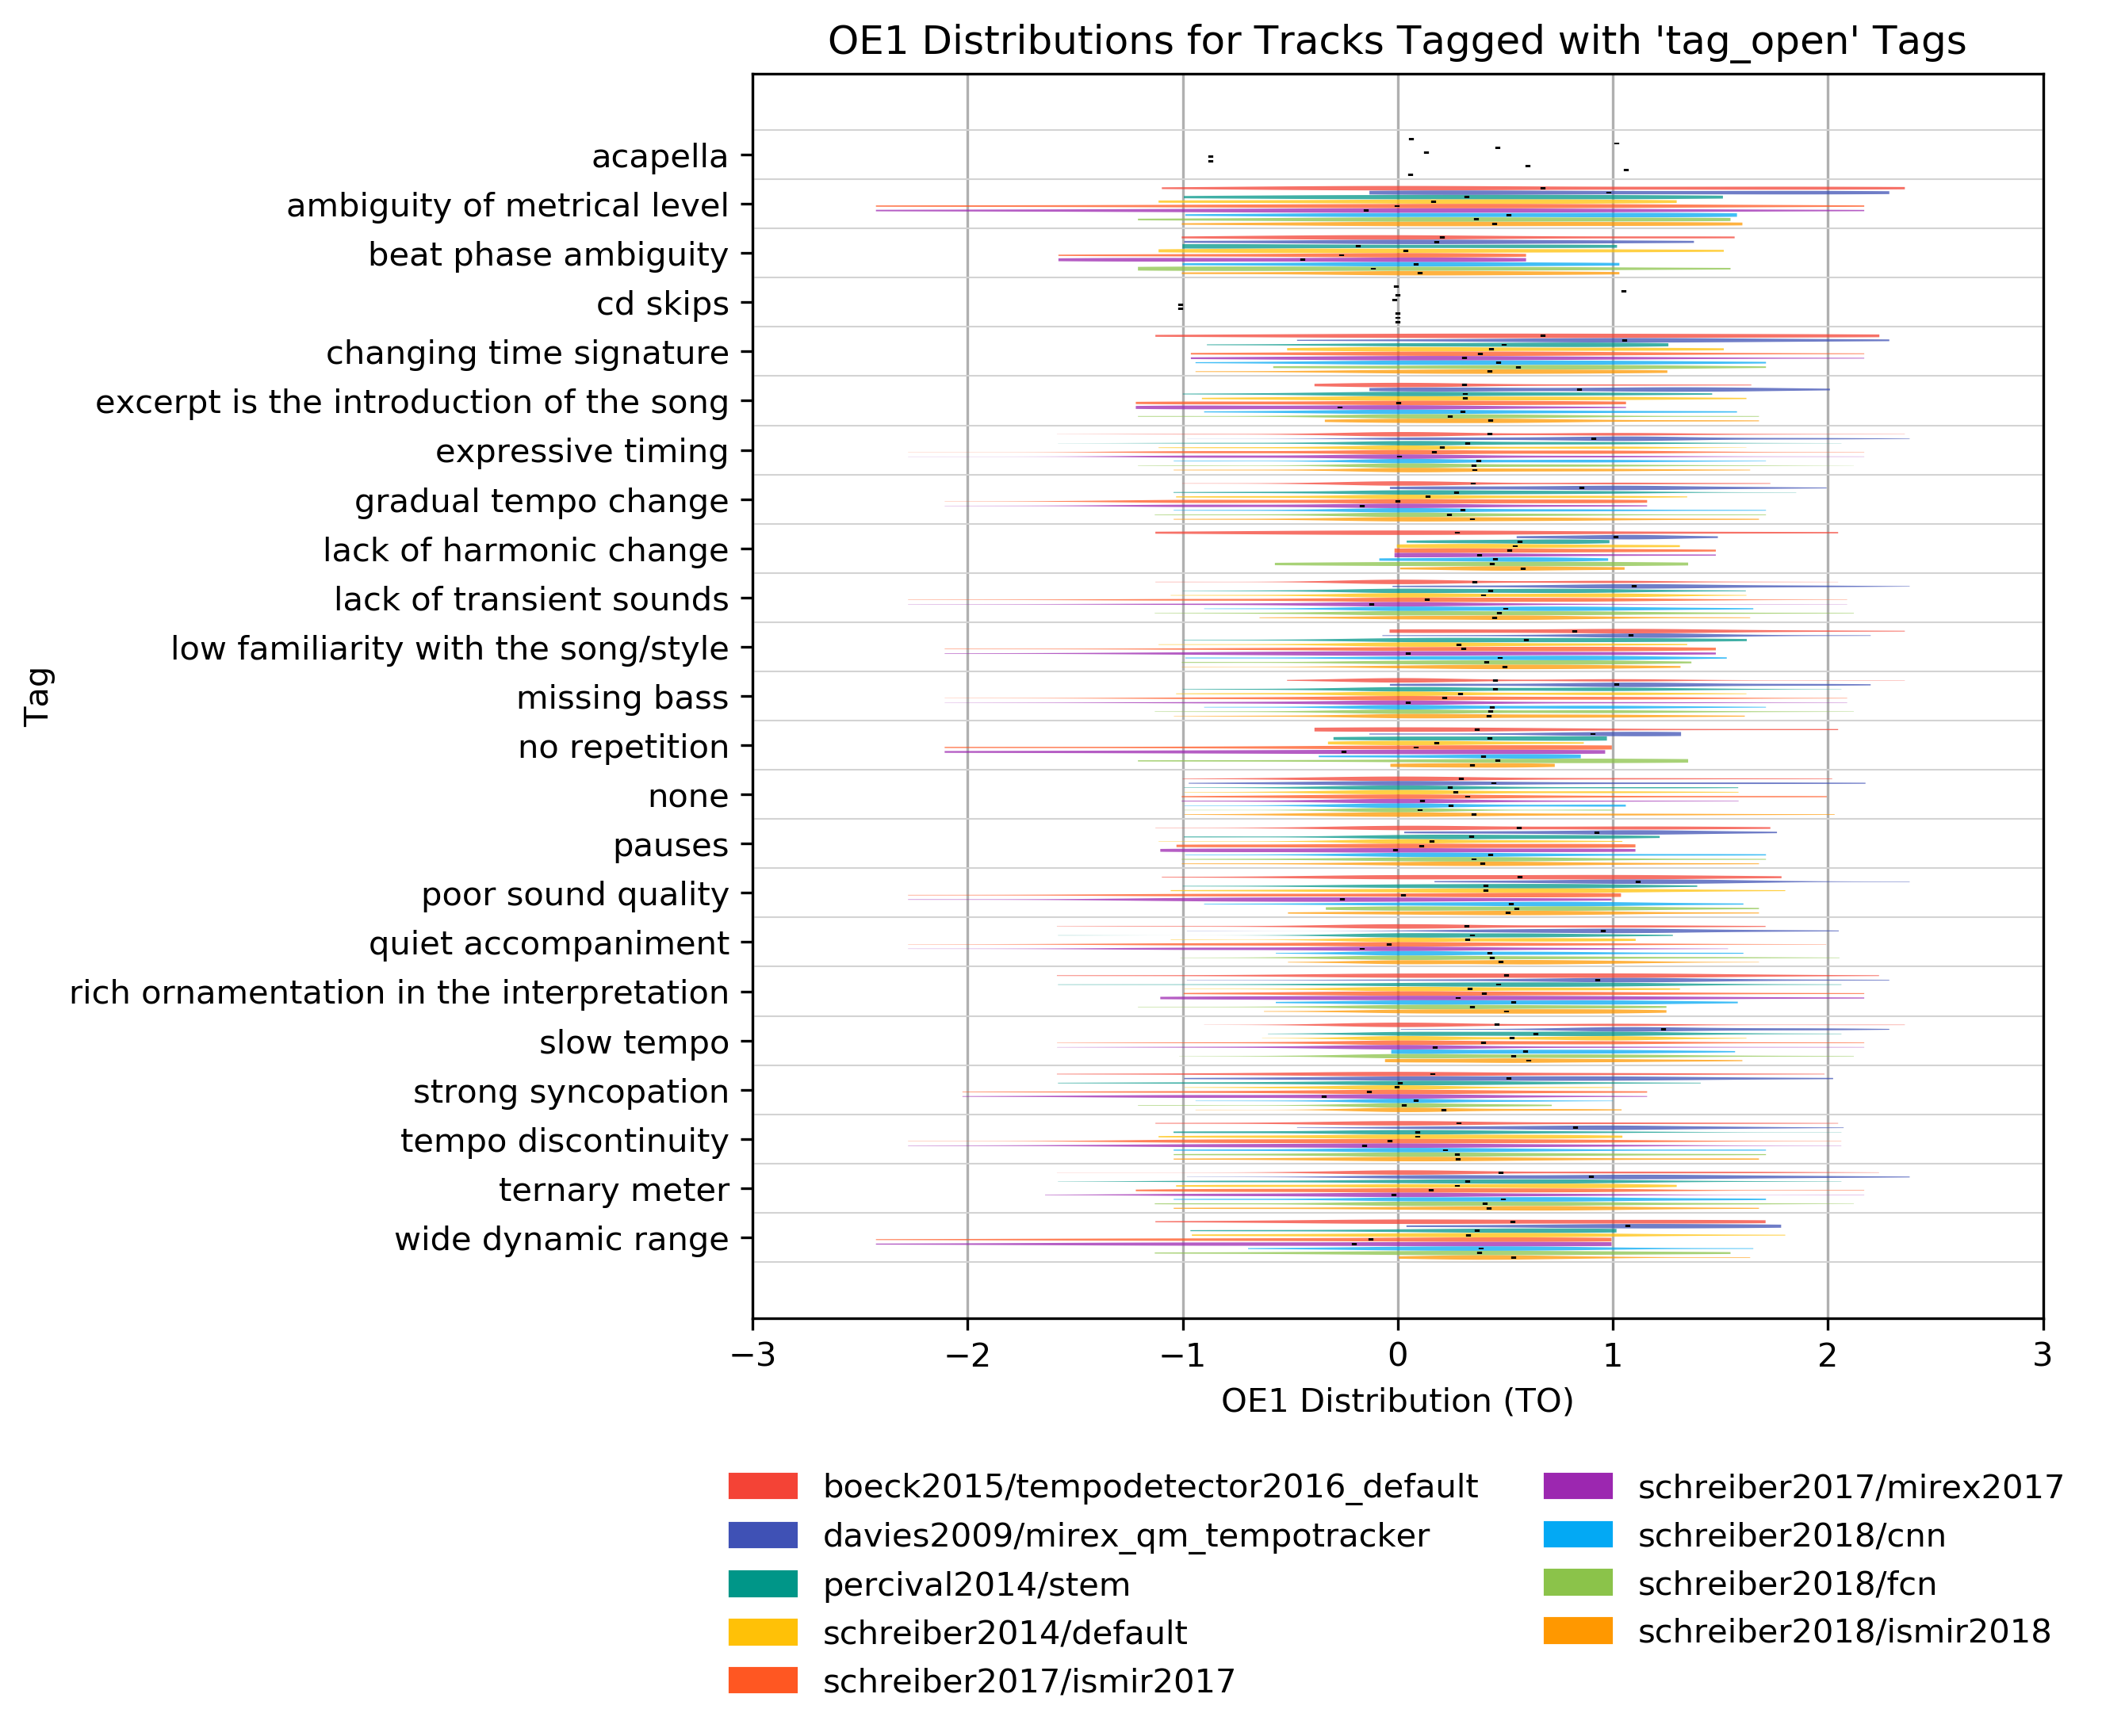 OE1 Distributions for Tracks Tagged with 'tag_open' Tags
Tag
acapella
ambiguity of metrical level
beat phase ambiguity
cd skips
changing time signature
excerpt is the introduction of the song
expressive timing
gradual tempo change
lack of harmonic change
lack of transient sounds
low familiarity with the song/style
missing bass
no repetition
none
pauses
poor sound quality
quiet accompaniment
rich ornamentation in the interpretation
slow tempo
strong syncopation
tempo discontinuity
ternary meter
wide dynamic range
−3 −2 −1 0 1 2 3
OE1 Distribution (TO)
boeck2015/tempodetector2016_default
davies2009/mirex_qm_tempotracker
percival2014/stem
schreiber2014/default
schreiber2017/ismir2017
schreiber2017/mirex2017
schreiber2018/cnn
schreiber2018/fcn
schreiber2018/ismir2018